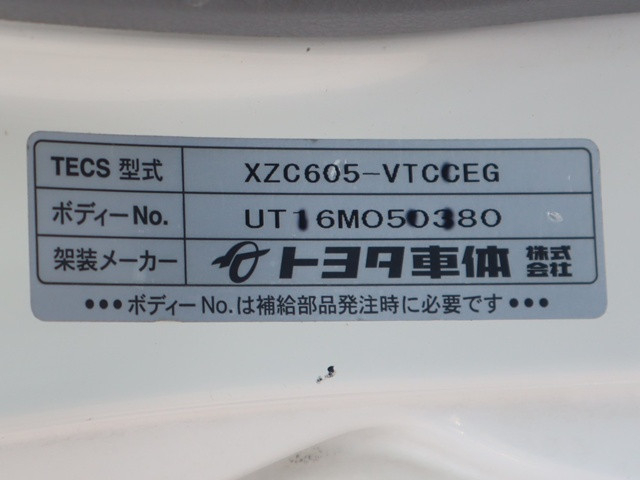 TECS 型式 XZC605-VTCCEG
ボディーNo. UT16M050380
架装メーカー トヨタ車体 株式会社
•••ボディーNo.は補給部品発注時に必要です•••